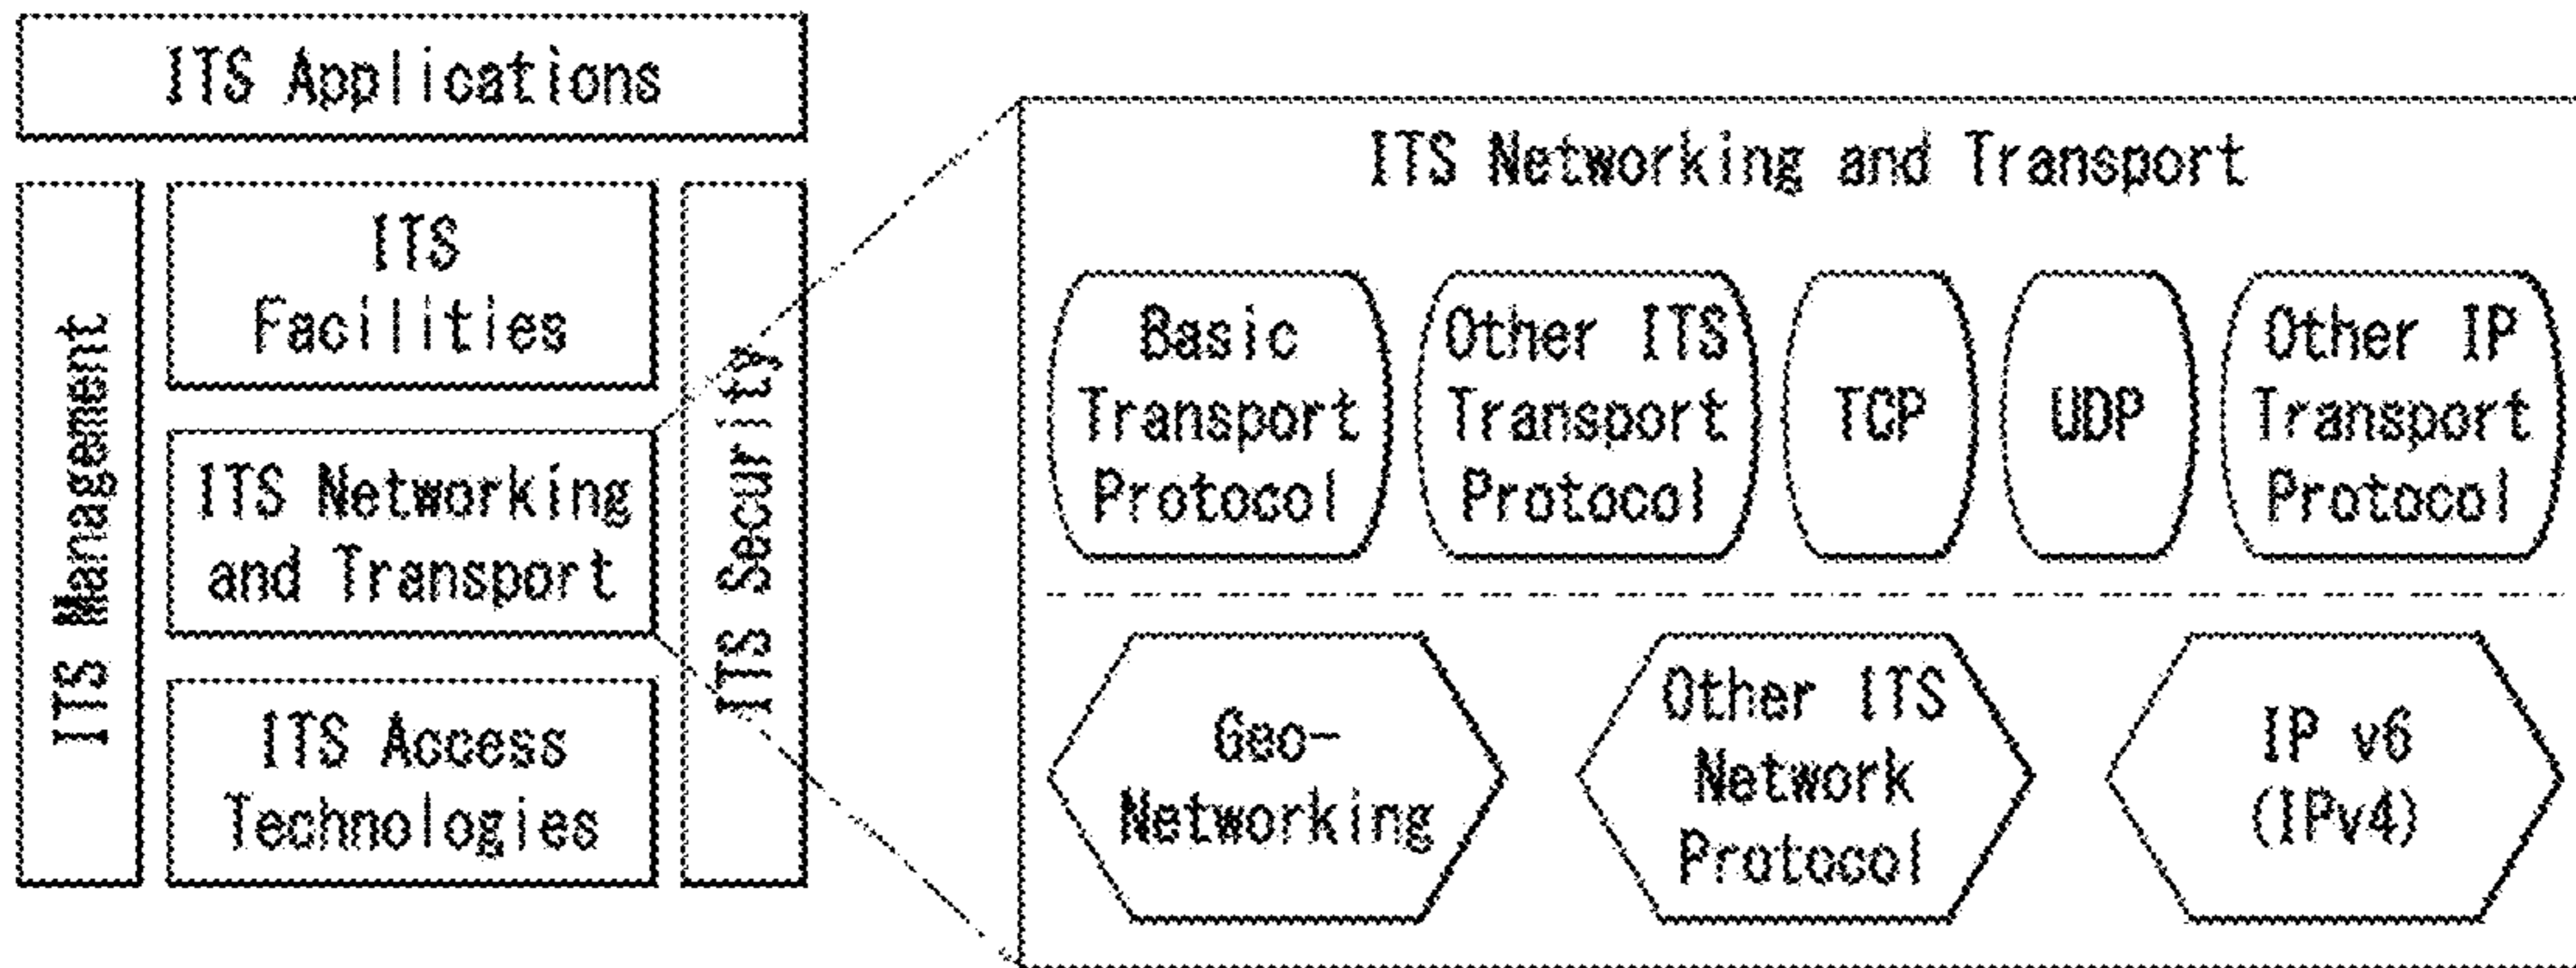 ITS Applications
ITS Management
ITS
Facilities
ITS Networking
and Transport
ITS Access
Technologies
ITS Security
ITS Networking and Transport
Basic
Transport
Protocol
Other ITS
Transport
Protocol
TCP
UDP
Other IP
Transport
Protocol
Geo-
Networking
Other ITS
Network
Protocol
IP v6
(IPv4)